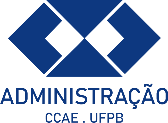 ADMINISTRAÇÃO
CCAE . UFPB